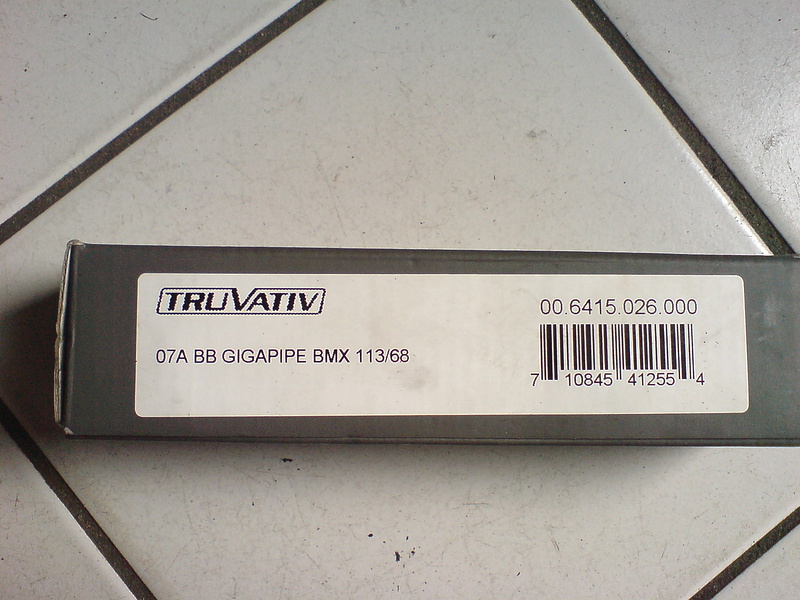 TRUVATIV
00.6415.026.000
07A BB GIGAPIPE BMX 113/68
7 10845 41255 4